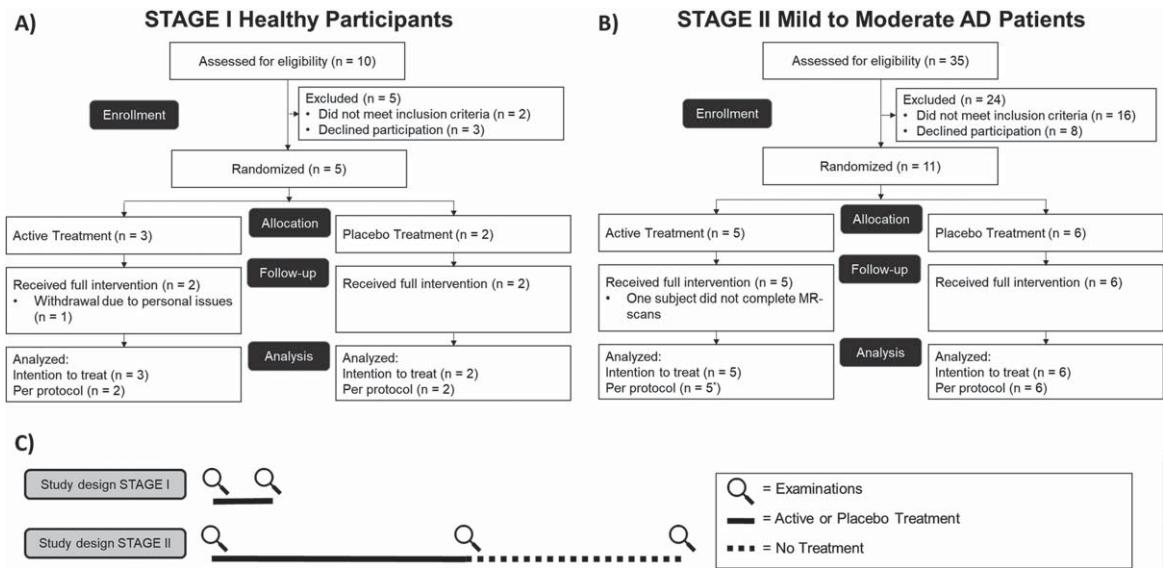 A)
STAGE I Healthy Participants
Assessed for eligibility (n = 10)
Enrollment
Excluded (n = 5)
• Did not meet inclusion criteria (n = 2)
• Declined participation (n = 3)
Randomized (n = 5)
Allocation
Active Treatment (n = 3)
Placebo Treatment (n = 2)
Follow-up
Received full intervention (n = 2)
• Withdrawal due to personal issues
(n = 1)
Received full intervention (n = 2)
Analysis
Analyzed:
Intention to treat (n = 3)
Per protocol (n = 2)
Analyzed:
Intention to treat (n = 2)
Per protocol (n = 2)
B)
STAGE II Mild to Moderate AD Patients
Assessed for eligibility (n = 35)
Enrollment
Excluded (n = 24)
• Did not meet inclusion criteria (n = 16)
• Declined participation (n = 8)
Randomized (n = 11)
Allocation
Active Treatment (n = 5)
Placebo Treatment (n = 6)
Follow-up
Received full intervention (n = 5)
• One subject did not complete MR-
scans
Received full intervention (n = 6)
Analysis
Analyzed:
Intention to treat (n = 5)
Per protocol (n = 5*)
Analyzed:
Intention to treat (n = 6)
Per protocol (n = 6)
C)
Study design STAGE I
Study design STAGE II
= Examinations
= Active or Placebo Treatment
= No Treatment